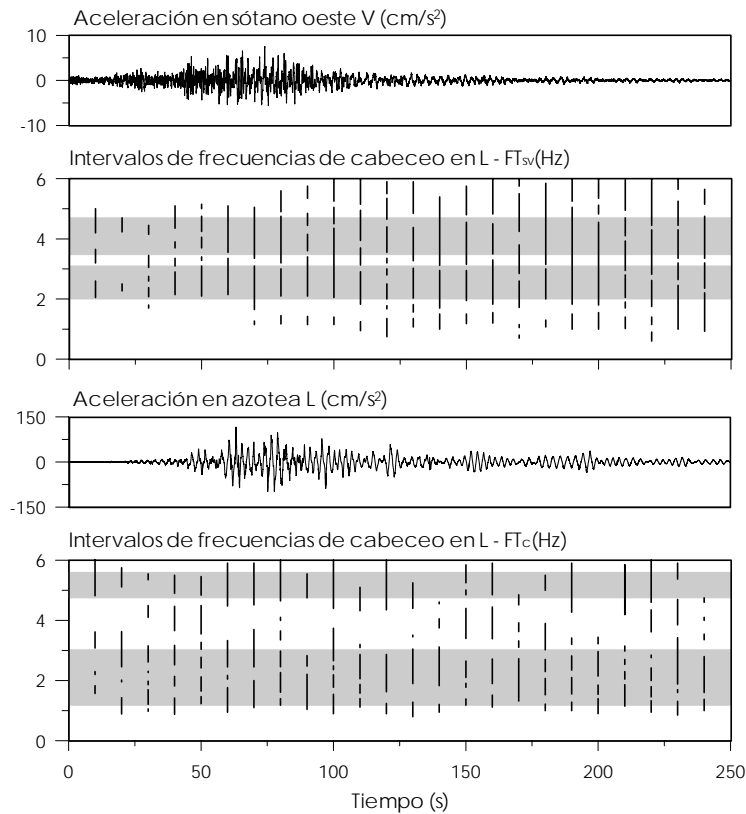 Aceleración en sótano oeste V (cm/s²)
10
0
-10
Intervalos de frecuencias de cabeceo en L - FTsv(Hz)
6
4
2
0
Aceleración en azotea L (cm/s²)
150
0
-150
Intervalos de frecuencias de cabeceo en L - FTc(Hz)
6
4
2
0
0 50 100 150 200 250
Tiempo (s)